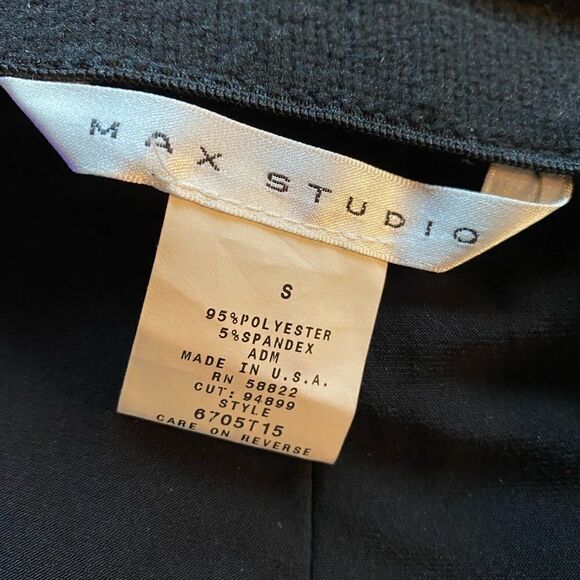 MAX STUDIO
S
95%POLYESTER
5%SPANDEX
ADM
MADE IN U.S.A.
RN 58822
CUT: 94899
STYLE
6705T15
CARE ON REVERSE